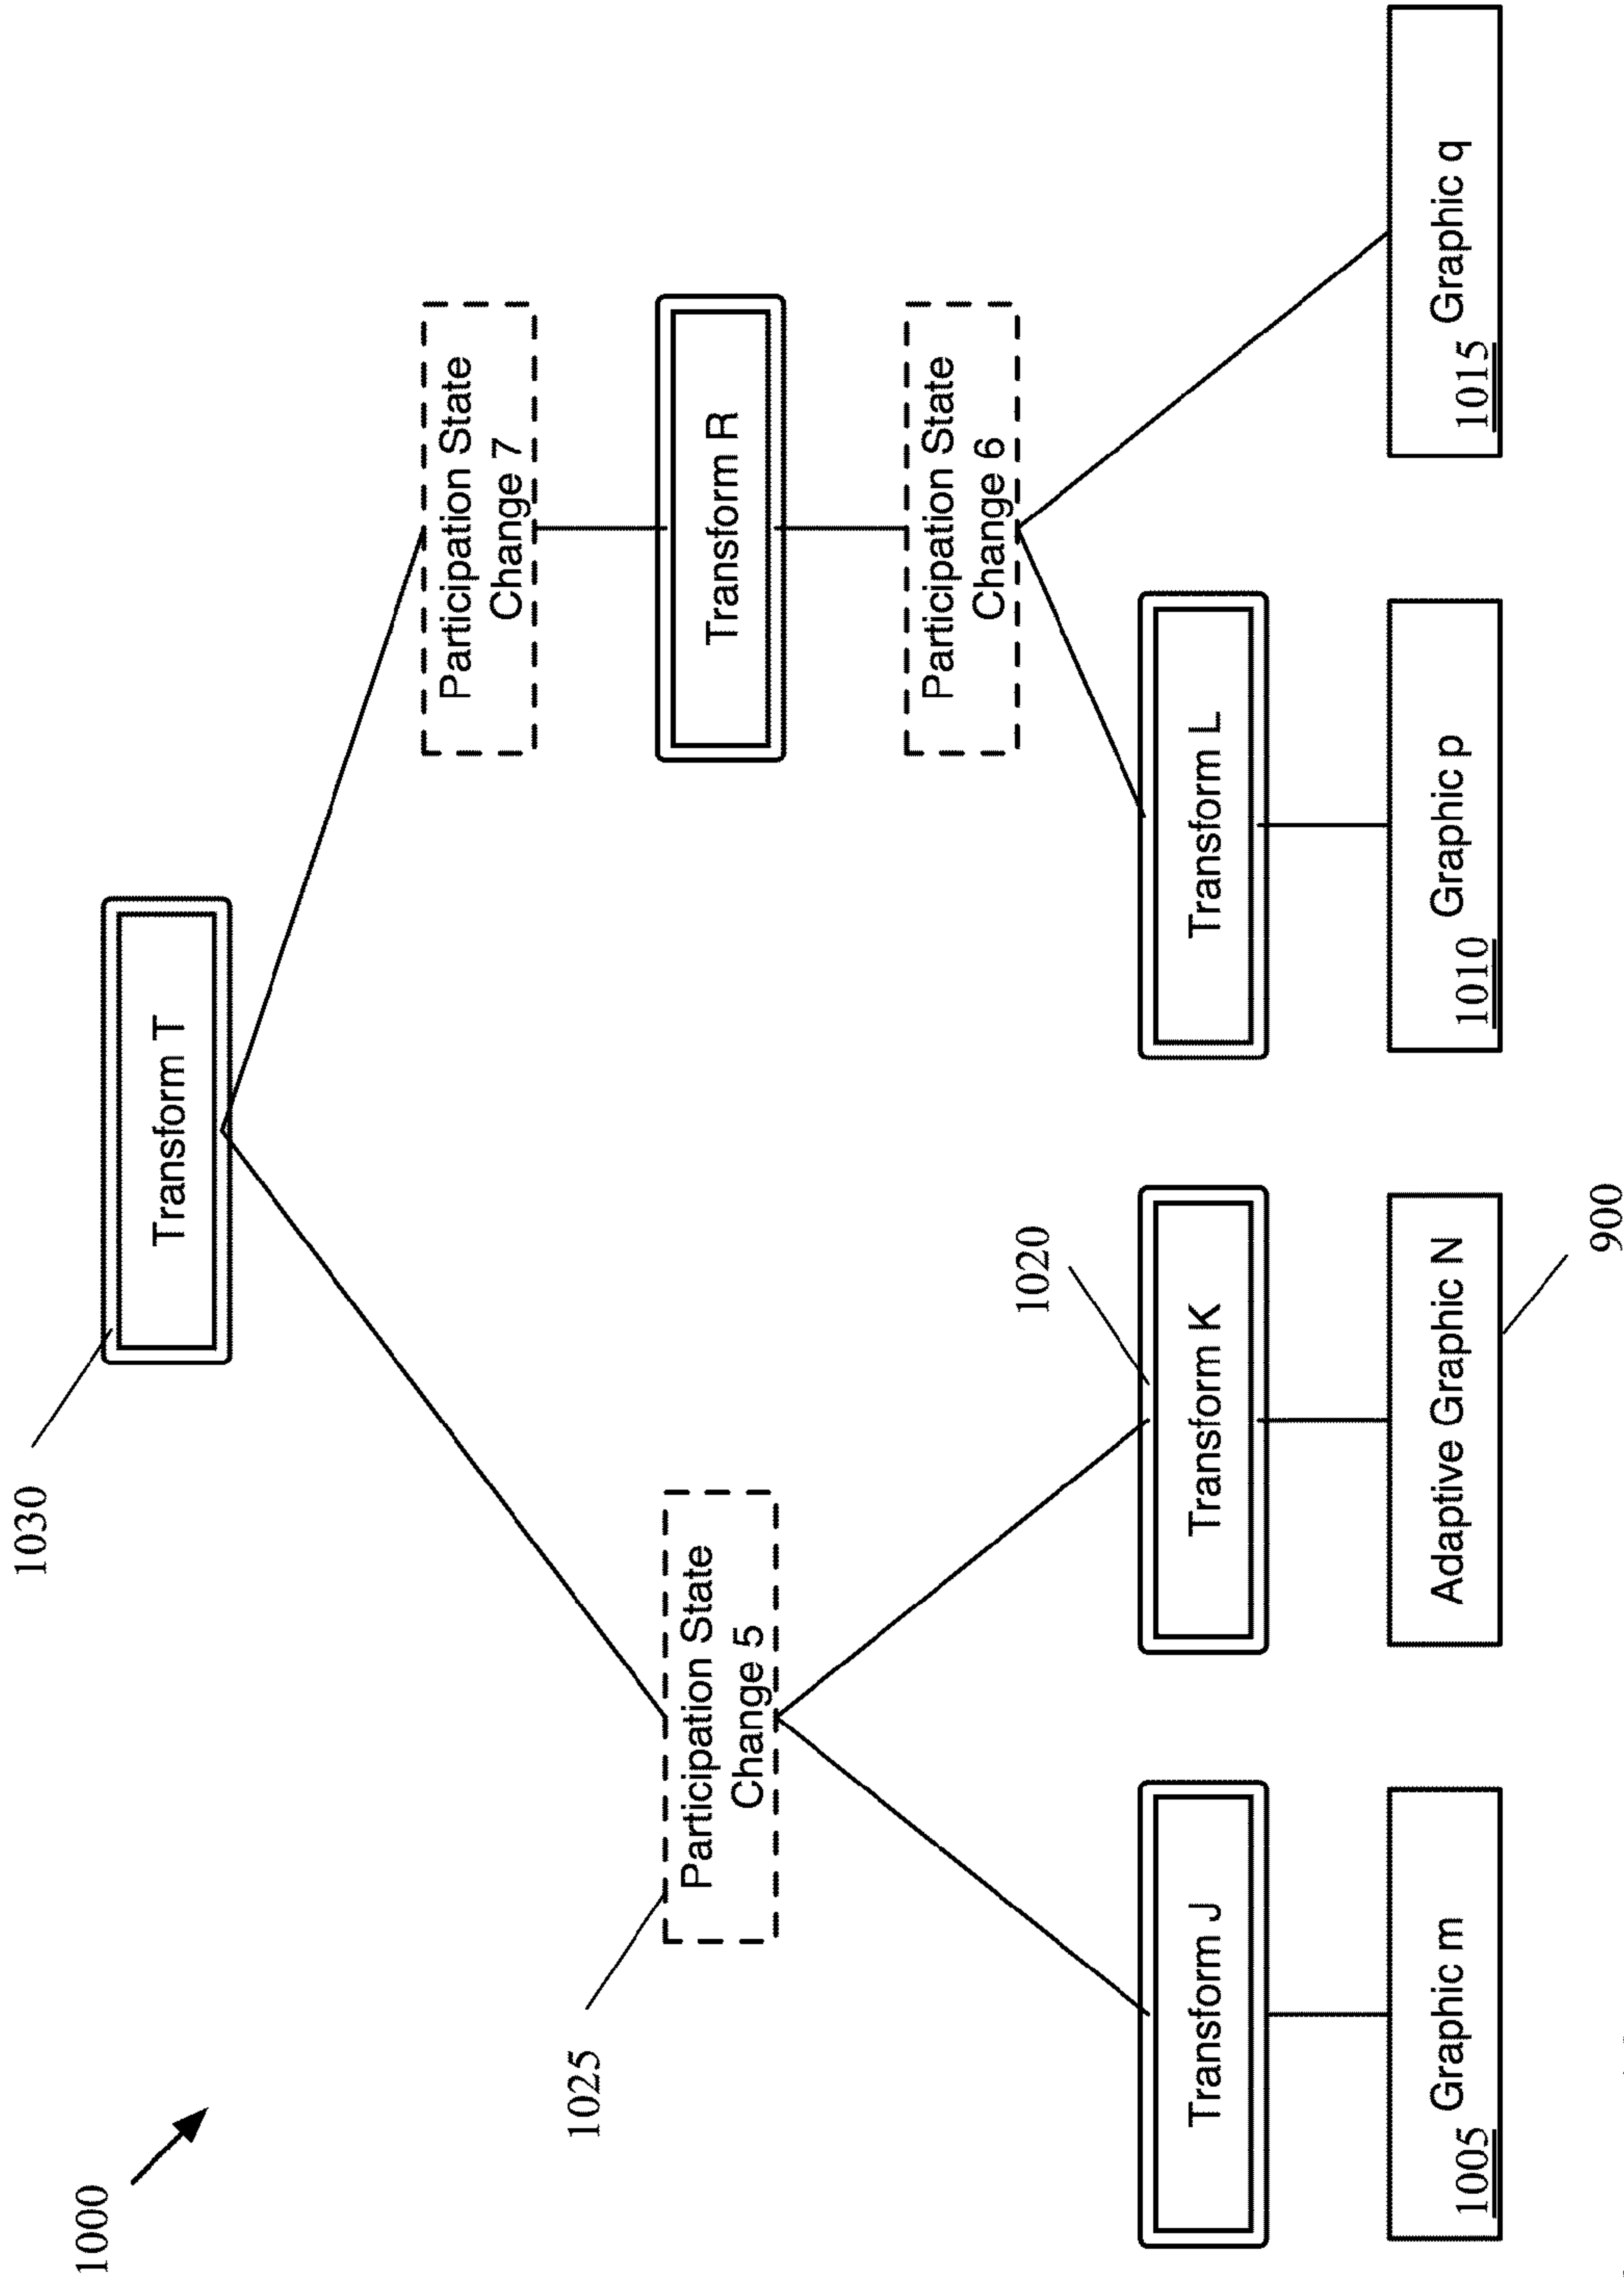 1000
1030
Transform T
Participation State
Change 7
1025
Participation State
Change 5
Transform R
Participation State
Change 6
1020
Transform J
Transform K
Transform L
Graphic m
1005
Adaptive Graphic N
900
Graphic p
1010
Graphic q
1015